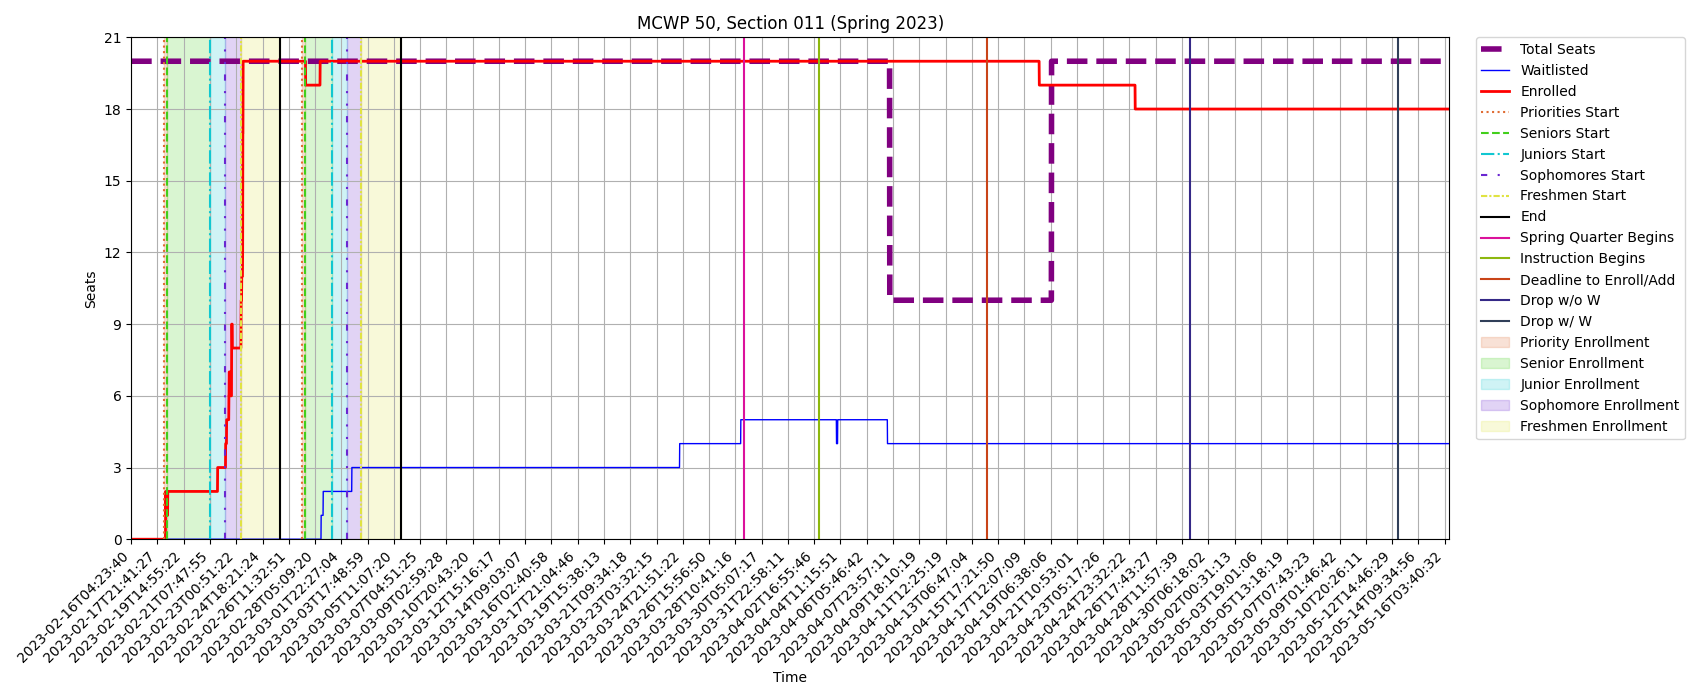 MCWP 50, Section 011 (Spring 2023)
21
18
15
12
9
6
3
0
Seats
2023-02-16T04:23:40
2023-02-17T21:41:27
2023-02-19T14:55:22
2023-02-21T07:47:55
2023-02-23T00:51:22
2023-02-24T18:21:24
2023-02-26T11:32:51
2023-02-28T05:09:20
2023-03-01T22:27:04
2023-03-03T17:48:59
2023-03-05T11:07:20
2023-03-07T04:51:25
2023-03-09T02:59:28
2023-03-10T20:43:20
2023-03-12T15:16:17
2023-03-14T09:03:07
2023-03-16T02:40:58
2023-03-17T21:04:46
2023-03-19T15:38:13
2023-03-21T09:34:18
2023-03-23T03:32:15
2023-03-24T21:51:22
2023-03-26T15:56:50
2023-03-28T10:41:16
2023-03-30T05:07:17
2023-03-31T22:58:11
2023-04-02T16:55:46
2023-04-04T11:15:51
2023-04-06T05:46:42
2023-04-07T23:57:11
2023-04-09T18:10:19
2023-04-11T12:25:19
2023-04-13T06:47:04
2023-04-15T17:21:50
2023-04-17T12:07:09
2023-04-19T06:38:06
2023-04-21T10:53:01
2023-04-23T05:17:26
2023-04-24T23:32:22
2023-04-26T17:43:27
2023-04-28T11:57:39
2023-04-30T06:18:02
2023-05-02T00:31:13
2023-05-03T19:01:06
2023-05-05T13:18:19
2023-05-07T07:43:23
2023-05-09T01:46:42
2023-05-10T20:26:11
2023-05-12T14:46:29
2023-05-14T09:34:56
2023-05-16T03:40:32
Time
Total Seats
Waitlisted
Enrolled
Priorities Start
Seniors Start
Juniors Start
Sophomores Start
Freshmen Start
End
Spring Quarter Begins
Instruction Begins
Deadline to Enroll/Add
Drop w/o W
Drop w/ W
Priority Enrollment
Senior Enrollment
Junior Enrollment
Sophomore Enrollment
Freshmen Enrollment